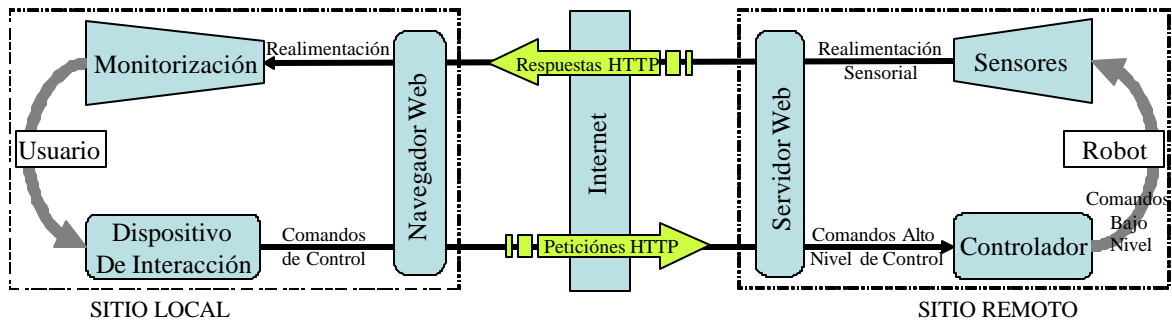 Monitorización
Realimentación
Navegador Web
Respuestas HTTP
Internet
Servidor Web
Realimentación
Sensorial
Sensores
Usuario
Robot
Dispositivo
De Interacción
Comandos
de Control
Peticiónes HTTP
Comandos Alto
Nivel de Control
Controlador
Comandos
Bajo
Nivel
SITIO LOCAL
SITIO REMOTO